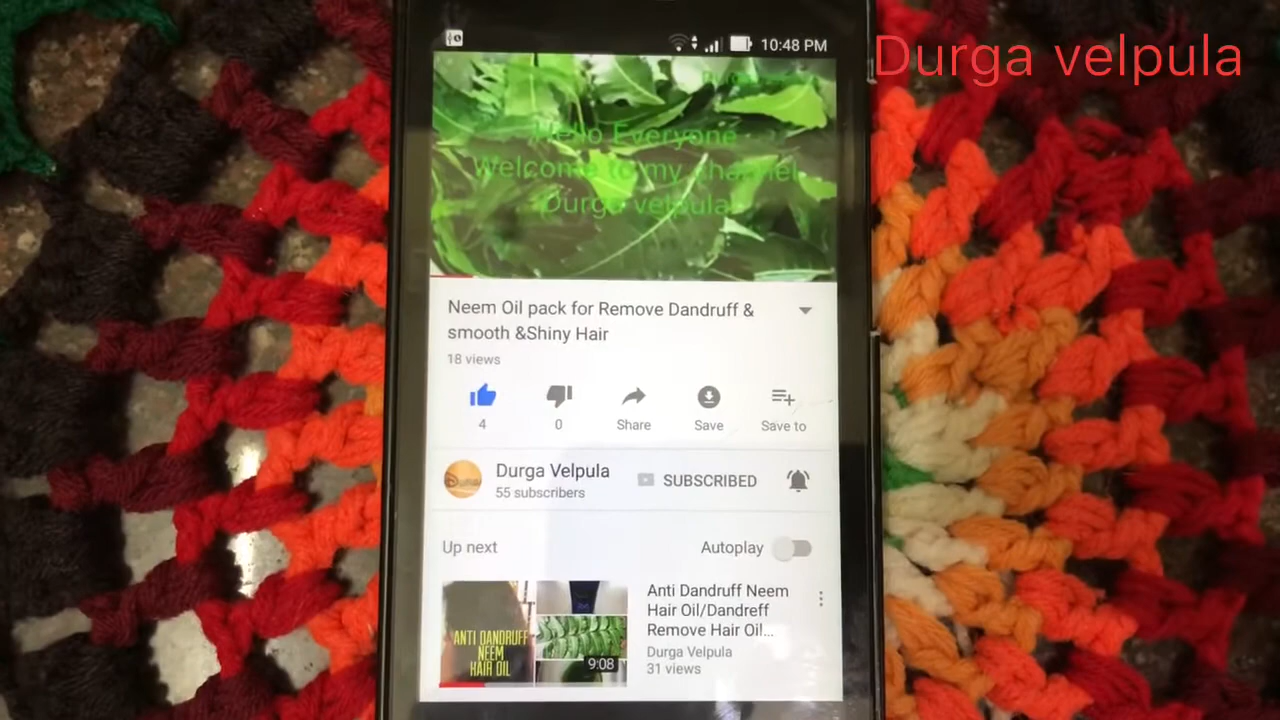 10:48 PM
Durga velpula
Hello Everyone
Welcome to my channel
Durga velpula
Neem Oil pack for Remove Dandruff &
smooth &Shiny Hair
18 views
4
0
Share
Save
Save to
Durga Velpula
55 subscribers
SUBSCRIBED
Up next
Autoplay
ANTI DANDRUFF
NEEM
HAIR OIL
9:08
Anti Dandruff Neem
Hair Oil/Dandreff
Remove Hair Oil...
Durga Velpula
31 views